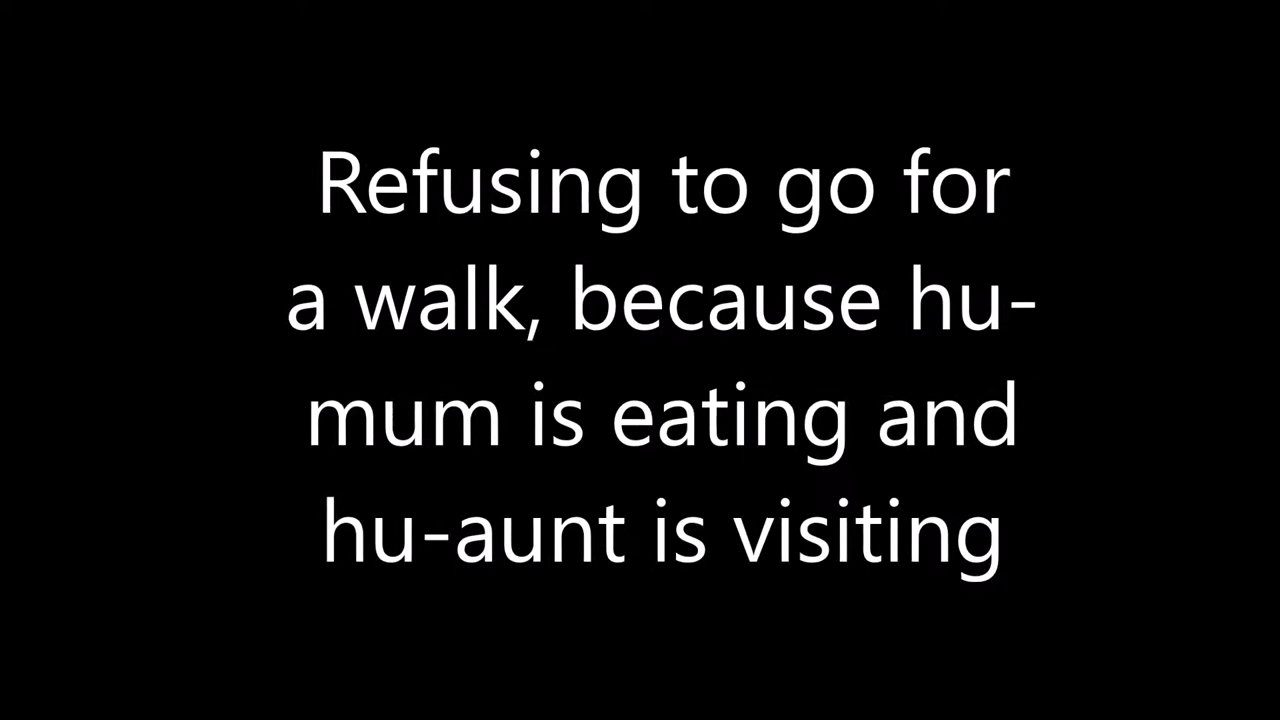 Refusing to go for
a walk, because hu-
mum is eating and
hu-aunt is visiting